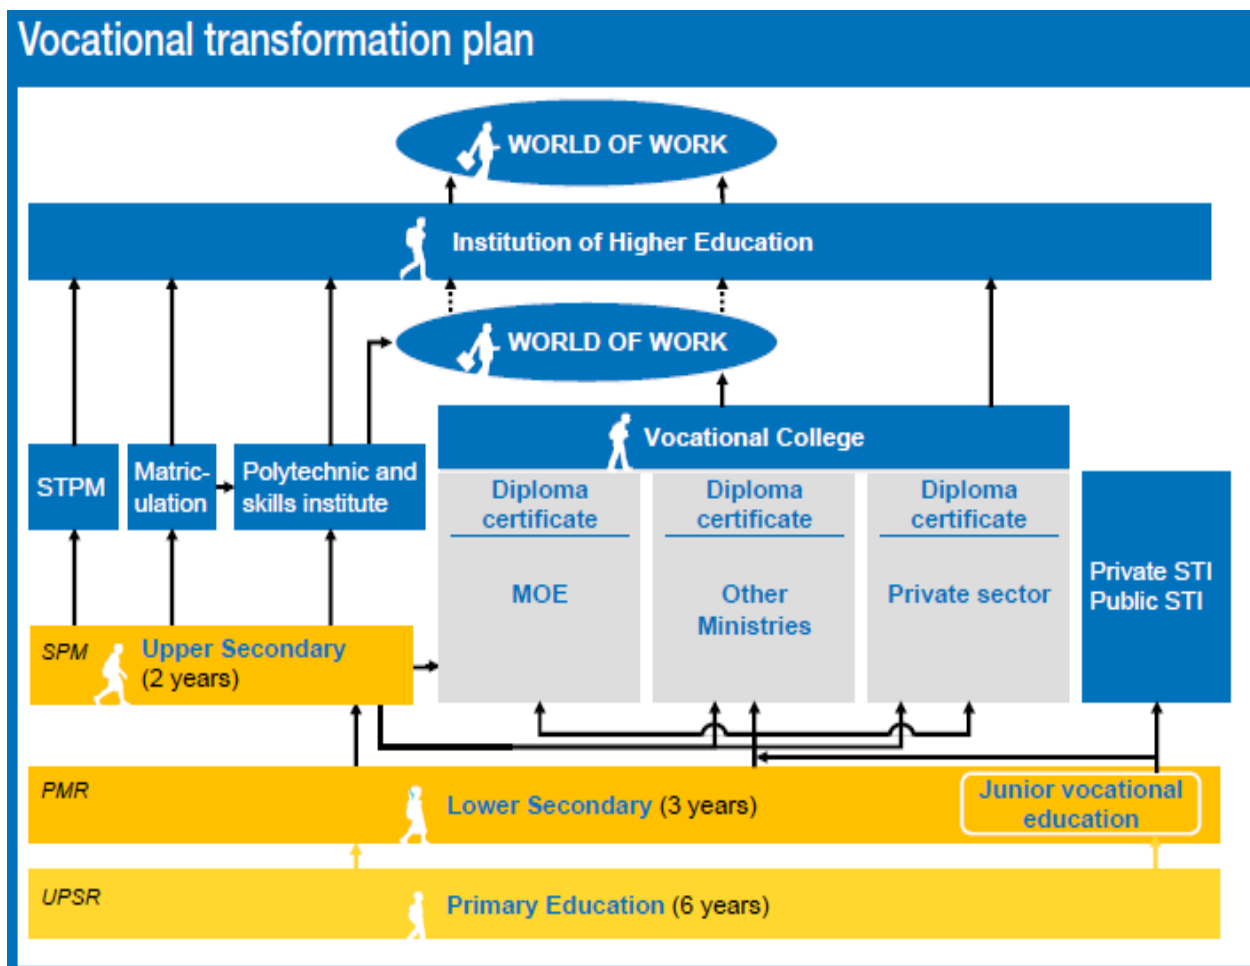 Vocational transformation plan
WORLD OF WORK
Institution of Higher Education
WORLD OF WORK
Vocational College
STPM
Matric-
ulation
Polytechnic and
skills institute
Diploma
certificate
MOE
Diploma
certificate
Other
Ministries
Diploma
certificate
Private sector
Private STI
Public STI
SPM
Upper Secondary
(2 years)
PMR
Lower Secondary (3 years)
Junior vocational
education
UPSR
Primary Education (6 years)